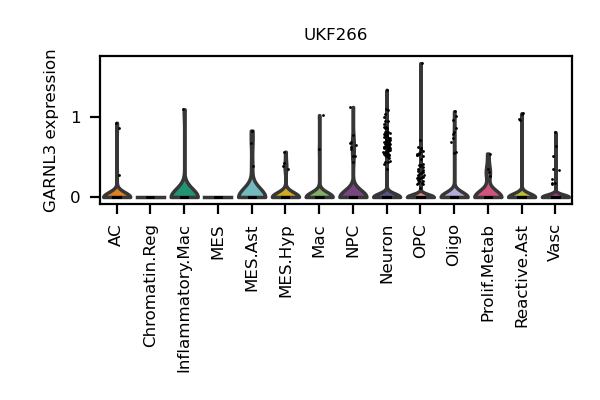 UKF266
GARNL3 expression
1
0
AC
Chromatin.Reg
Inflammatory.Mac
MES
MES.Ast
MES.Hyp
Mac
NPC
Neuron
OPC
Oligo
Prolif.Metab
Reactive.Ast
Vasc